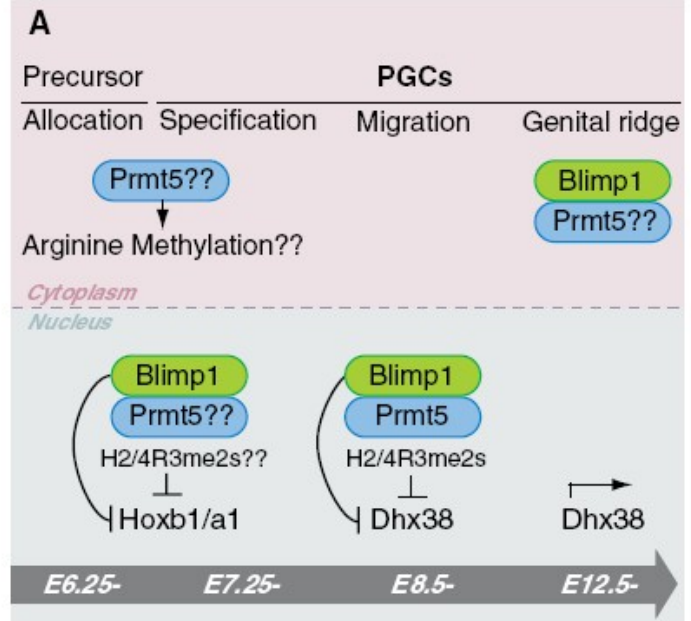 A
Precursor PGCs
Allocation Specification Migration Genital ridge
Prmt5??
Blimp1
Prmt5??
Arginine Methylation??
Cytoplasm
Nucleus
Blimp1 Blimp1
Prmt5?? Prmt5
H2/4R3me2s?? H2/4R3me2s
Hoxb1/a1 Dhx38 Dhx38
E6.25- E7.25- E8.5- E12.5-